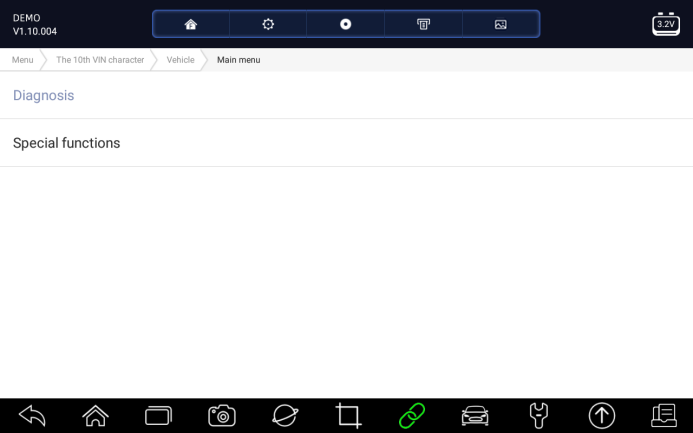 DEMO
V1.10.004
3.2V
Menu
The 10th VIN character
Vehicle
Main menu
Diagnosis
Special functions